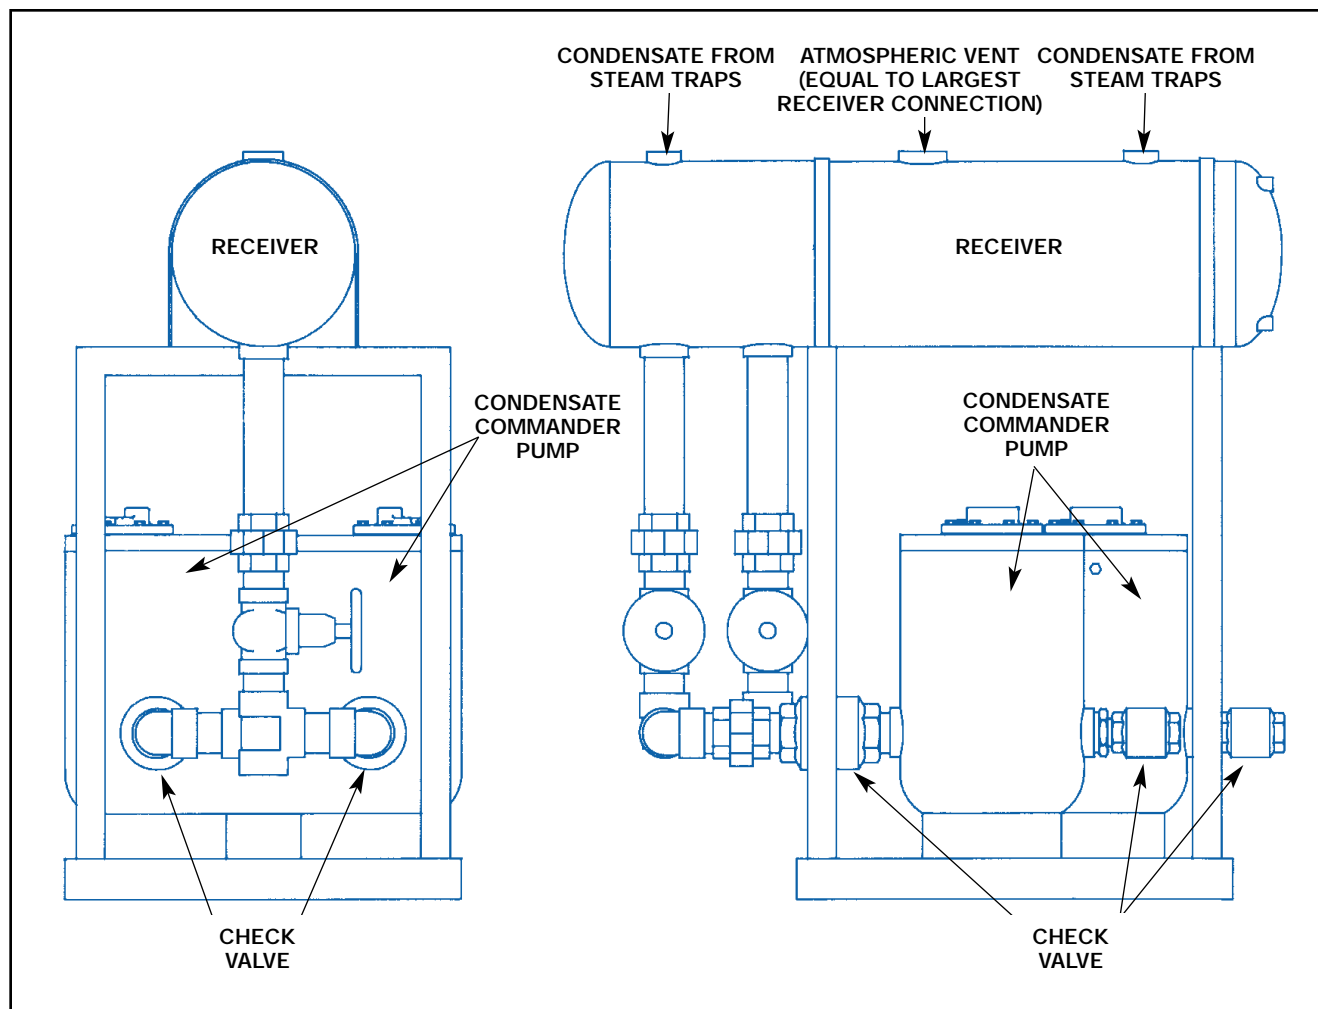 CONDENSATE FROM
STEAM TRAPS
ATMOSPHERIC VENT
(EQUAL TO LARGEST
RECEIVER CONNECTION)
CONDENSATE FROM
STEAM TRAPS
RECEIVER
RECEIVER
CONDENSATE
COMMANDER
PUMP
CONDENSATE
COMMANDER
PUMP
CHECK
VALVE
CHECK
VALVE